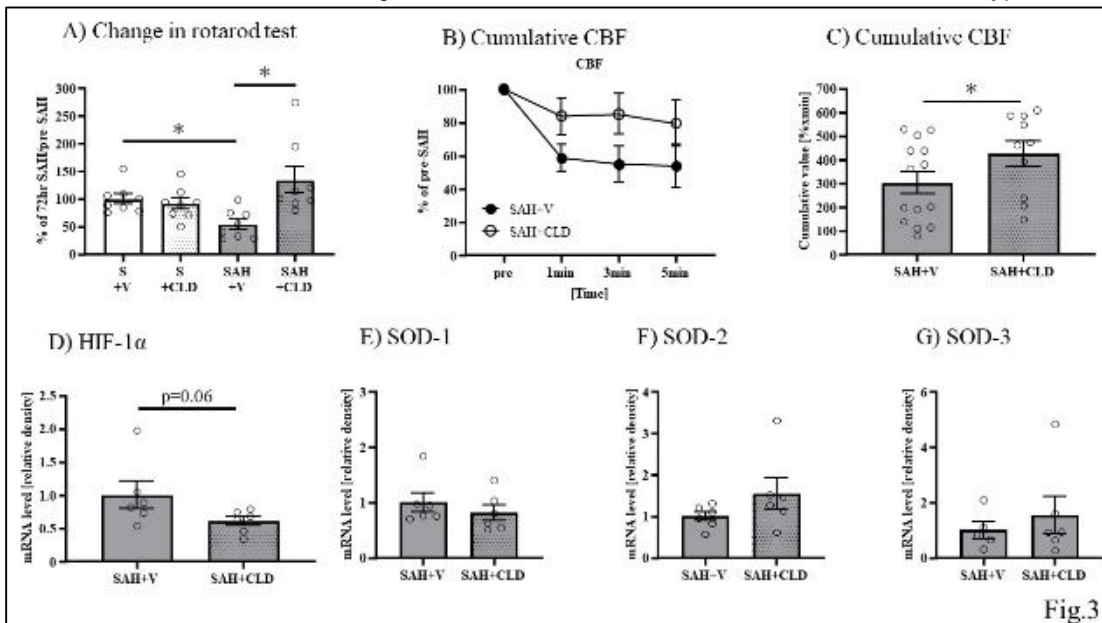 A) Change in rotarod test
% of 72hr SAH/pre-SAH
300
250
200
150
100
50
0
*
*
S
+V
S
+CLD
SAH
+V
SAH
+CLD
B) Cumulative CBF
CBF
% of pre-SAH
100
80
60
40
20
0
SAH+V
SAH+CLD
pre
1min
3min
5min
[Time]
C) Cumulative CBF
Cumulative value [%xmin]
700
600
500
400
300
200
100
0
*
SAH+V
SAH+CLD
D) HIF-1α
mRNA level [relative density]
2.5
2.0
1.5
1.0
0.5
0.0
p=0.06
SAH+V
SAH+CLD
E) SOD-1
mRNA level [relative density]
3
2
1
0
SAH+V
SAH+CLD
F) SOD-2
mRNA level [relative density]
4
3
2
1
0
SAH+V
SAH+CLD
G) SOD-3
mRNA level [relative density]
6
4
2
0
SAH+V
SAH+CLD
Fig.3